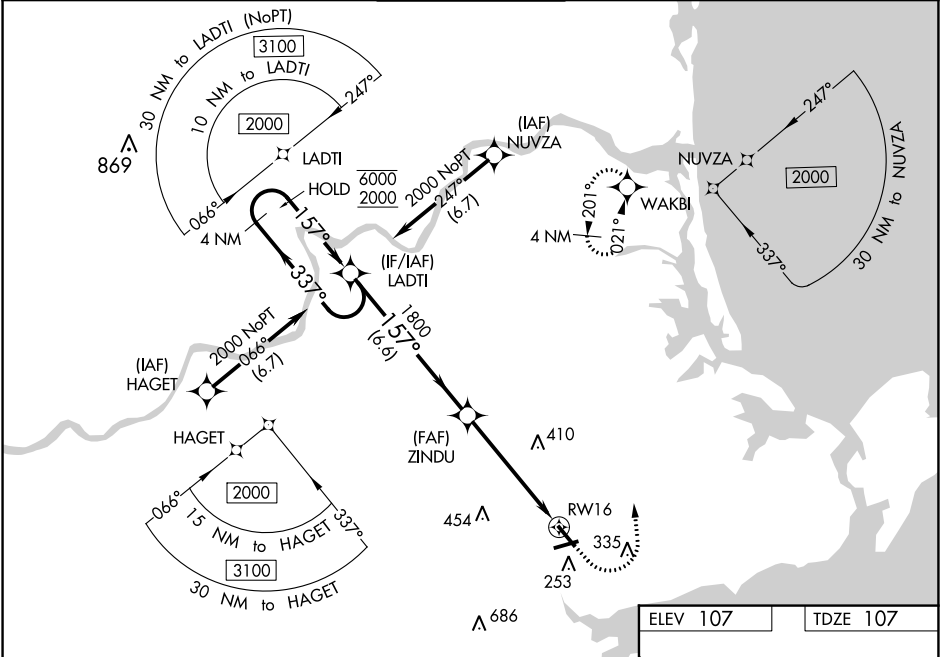 30 NM to LADTI (NoPT)
3100
10 NM to LADTI
2000
247°
066°
LADTI
869
HOLD
6000
2000
4 NM
157°
337°
(IF/IAF)
LADTI
(IAF)
NUVZA
2000 NoPT
247°
(6.7)
201°
021°
4 NM
WAKBI
NUVZA
247°
2000
337°
30 NM to NUVZA
2000 NoPT
066°
(6.7)
(IAF)
HAGET
1800
157°
(6.6)
(FAF)
ZINDU
410
HAGET
066°
2000
337°
15 NM to HAGET
3100
30 NM to HAGET
454
RW16
335
253
686
ELEV 107
TDZE 107